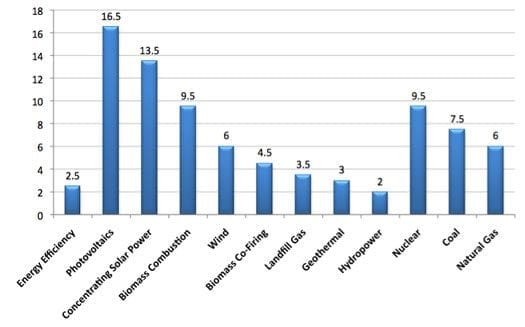 18
16
14
12
10
8
6
4
2
0
2.5
16.5
13.5
9.5
6
4.5
3.5
3
2
9.5
7.5
6
Energy Efficiency
Photovoltaics
Concentrating Solar Power
Biomass Combustion
Wind
Biomass Co-Firing
Landfill Gas
Geothermal
Hydropower
Nuclear
Coal
Natural Gas